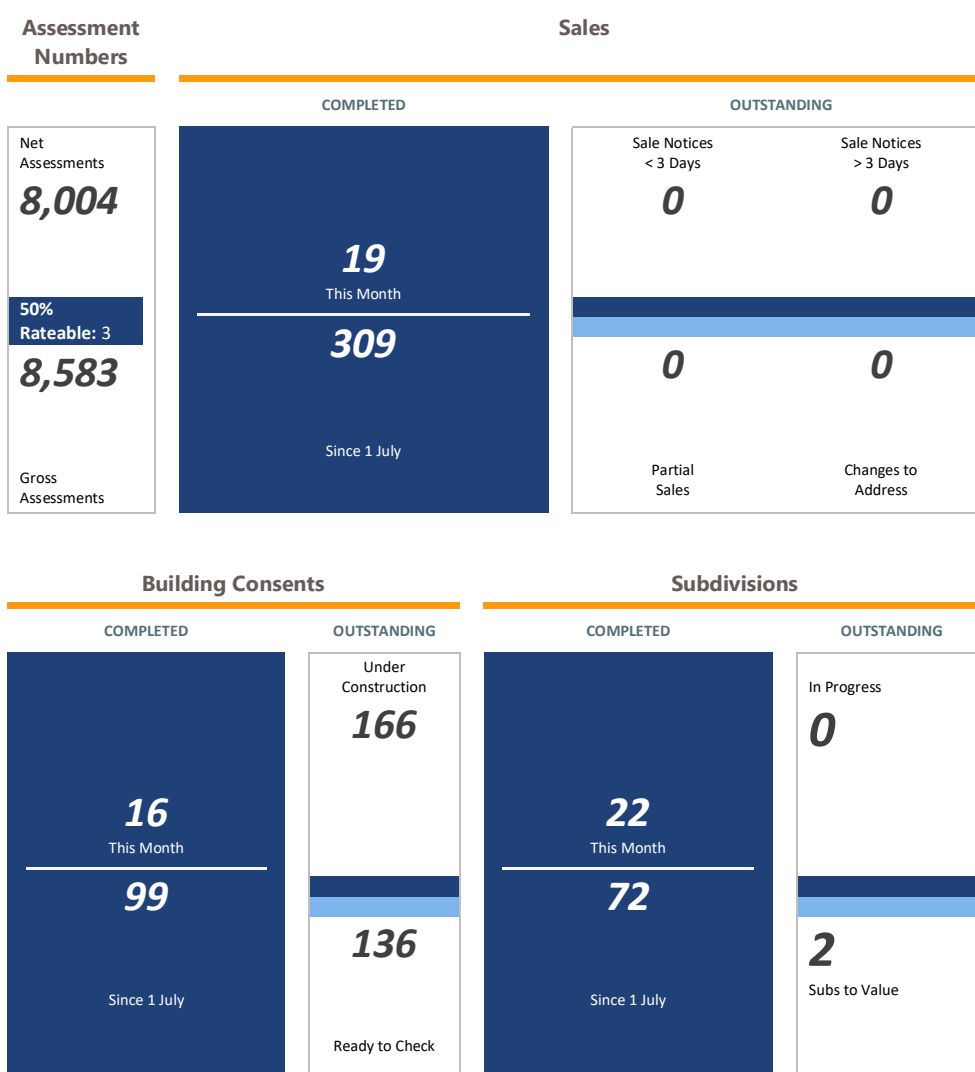 Assessment
Numbers
Sales
COMPLETED
OUTSTANDING
Net
Assessments
8,004
50%
Rateable: 3
8,583
Gross
Assessments
19
This Month
309
Since 1 July
Sale Notices
< 3 Days
0
Sale Notices
> 3 Days
0
0
Partial
Sales
0
Changes to
Address
Building Consents
COMPLETED
OUTSTANDING
16
This Month
99
Since 1 July
Under
Construction
166
136
Ready to Check
Subdivisions
COMPLETED
OUTSTANDING
22
This Month
72
Since 1 July
In Progress
0
2
Subs to Value